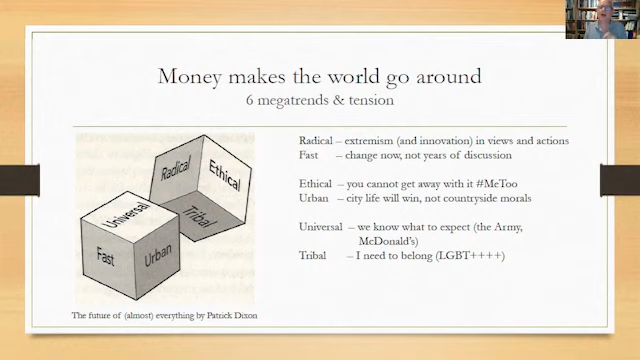 Money makes the world go around
6 megatrends & tension
Radical
Ethical
Tribal
Universal
Fast
Urban
Radical – extremism (and innovation) in views and actions
Fast – change now, not years of discussion
Ethical – you cannot get away with it #MeToo
Urban – city life will win, not countryside morals
Universal – we know what to expect (the Army,
McDonald's)
Tribal – I need to belong (LGBT++++)
The future of (almost) everything by Patrick Dixon